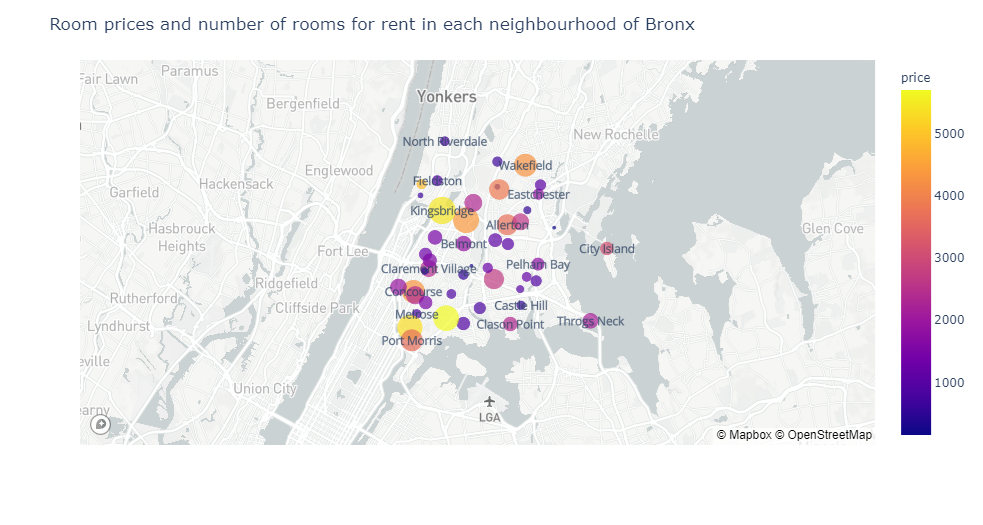 Room prices and number of rooms for rent in each neighbourhood of Bronx
Paramus
Fair Lawn
price
Yonkers
Bergenfield
5000
New Rochelle
North Riverdale
Wakefield
Englewood
Fieldston
Hackensack
Garfield
Eastchester
4000
Kingsbridge
Allerton
Hasbrouck
Heights
Glen Cove
Belmont
Fort Lee
City Island
3000
Claremont Village
Pelham Bay
Ridgefield
Concourse
Rutherford
Cliffside Park
Castle Hill
Melrose
2000
Lyndhurst
Clason Point
Throgs Neck
Port Morris
eville
1000
Union City
earny
LGA
© Mapbox © OpenStreetMap